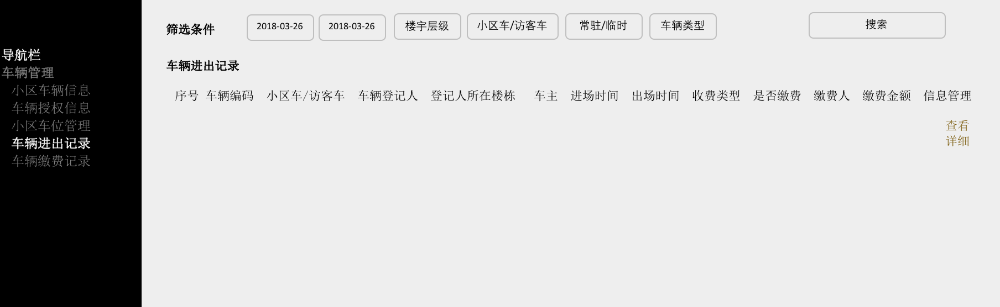 导航栏
车辆管理
小区车辆信息
车辆授权信息
小区车位管理
车辆进出记录
车辆缴费记录
筛选条件 2018-03-26 2018-03-26 楼宇层级 小区车/访客车 常驻/临时 车辆类型 搜索
车辆进出记录
序号 车辆编码 小区车/访客车 车辆登记人 登记人所在楼栋 车主 进场时间 出场时间 收费类型 是否缴费 缴费人 缴费金额 信息管理
查看
详细